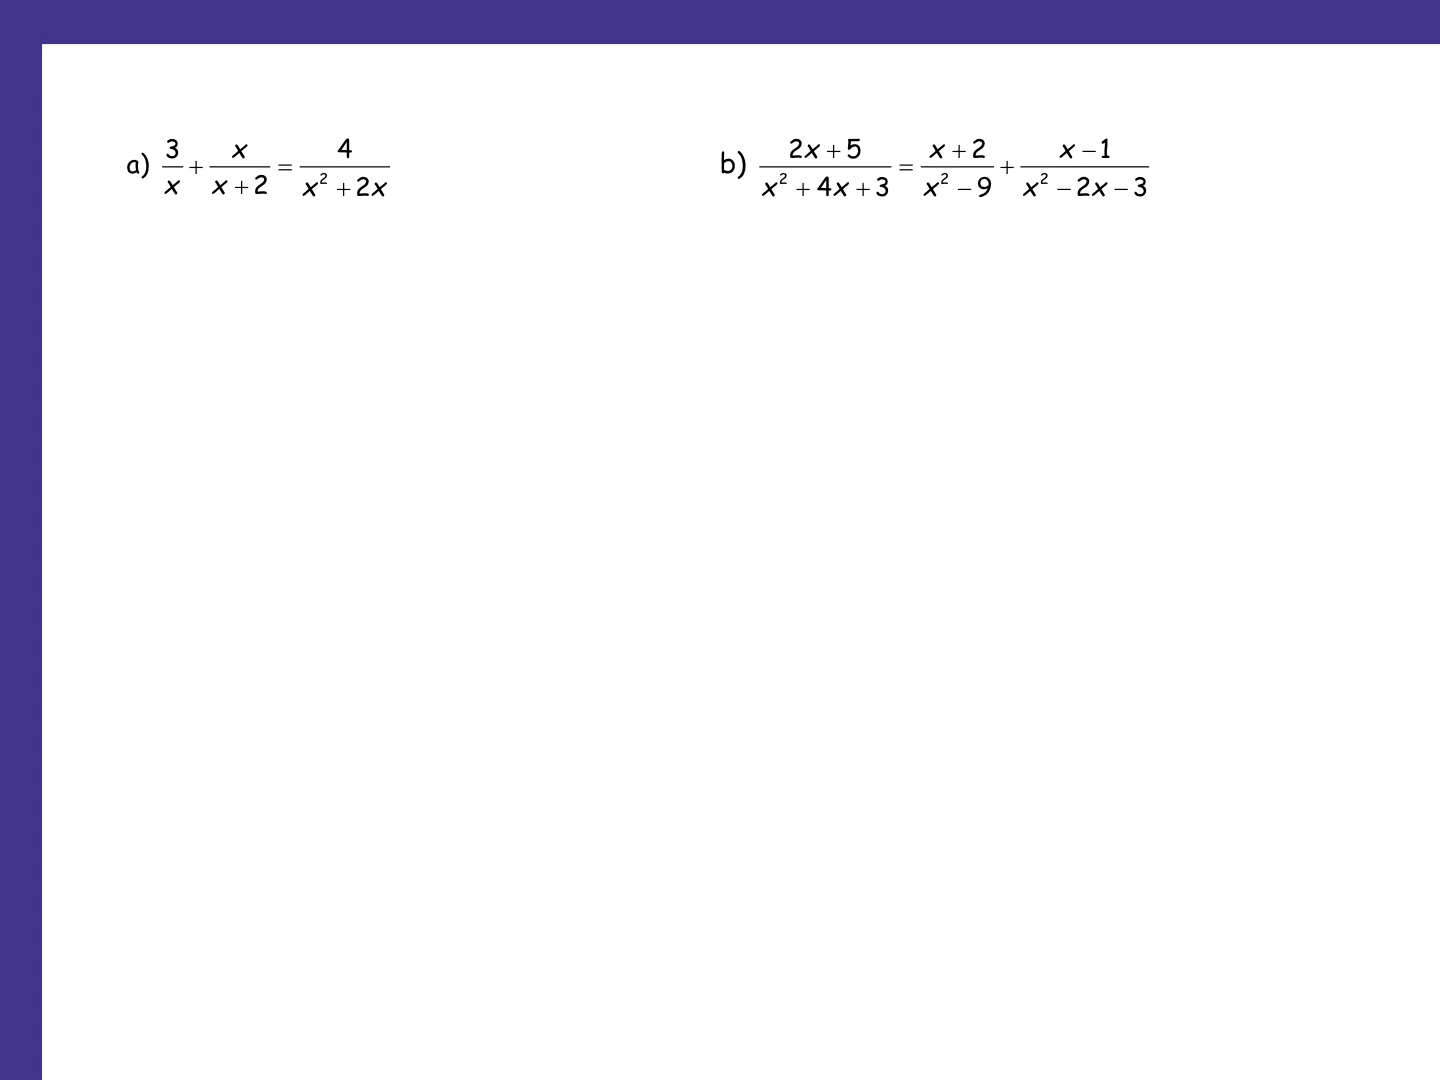 a) 3/x + x/(x + 2) = 4/(x² + 2x)
b) (2x + 5)/(x² + 4x + 3) = (x + 2)/(x² − 9) + (x − 1)/(x² − 2x − 3)